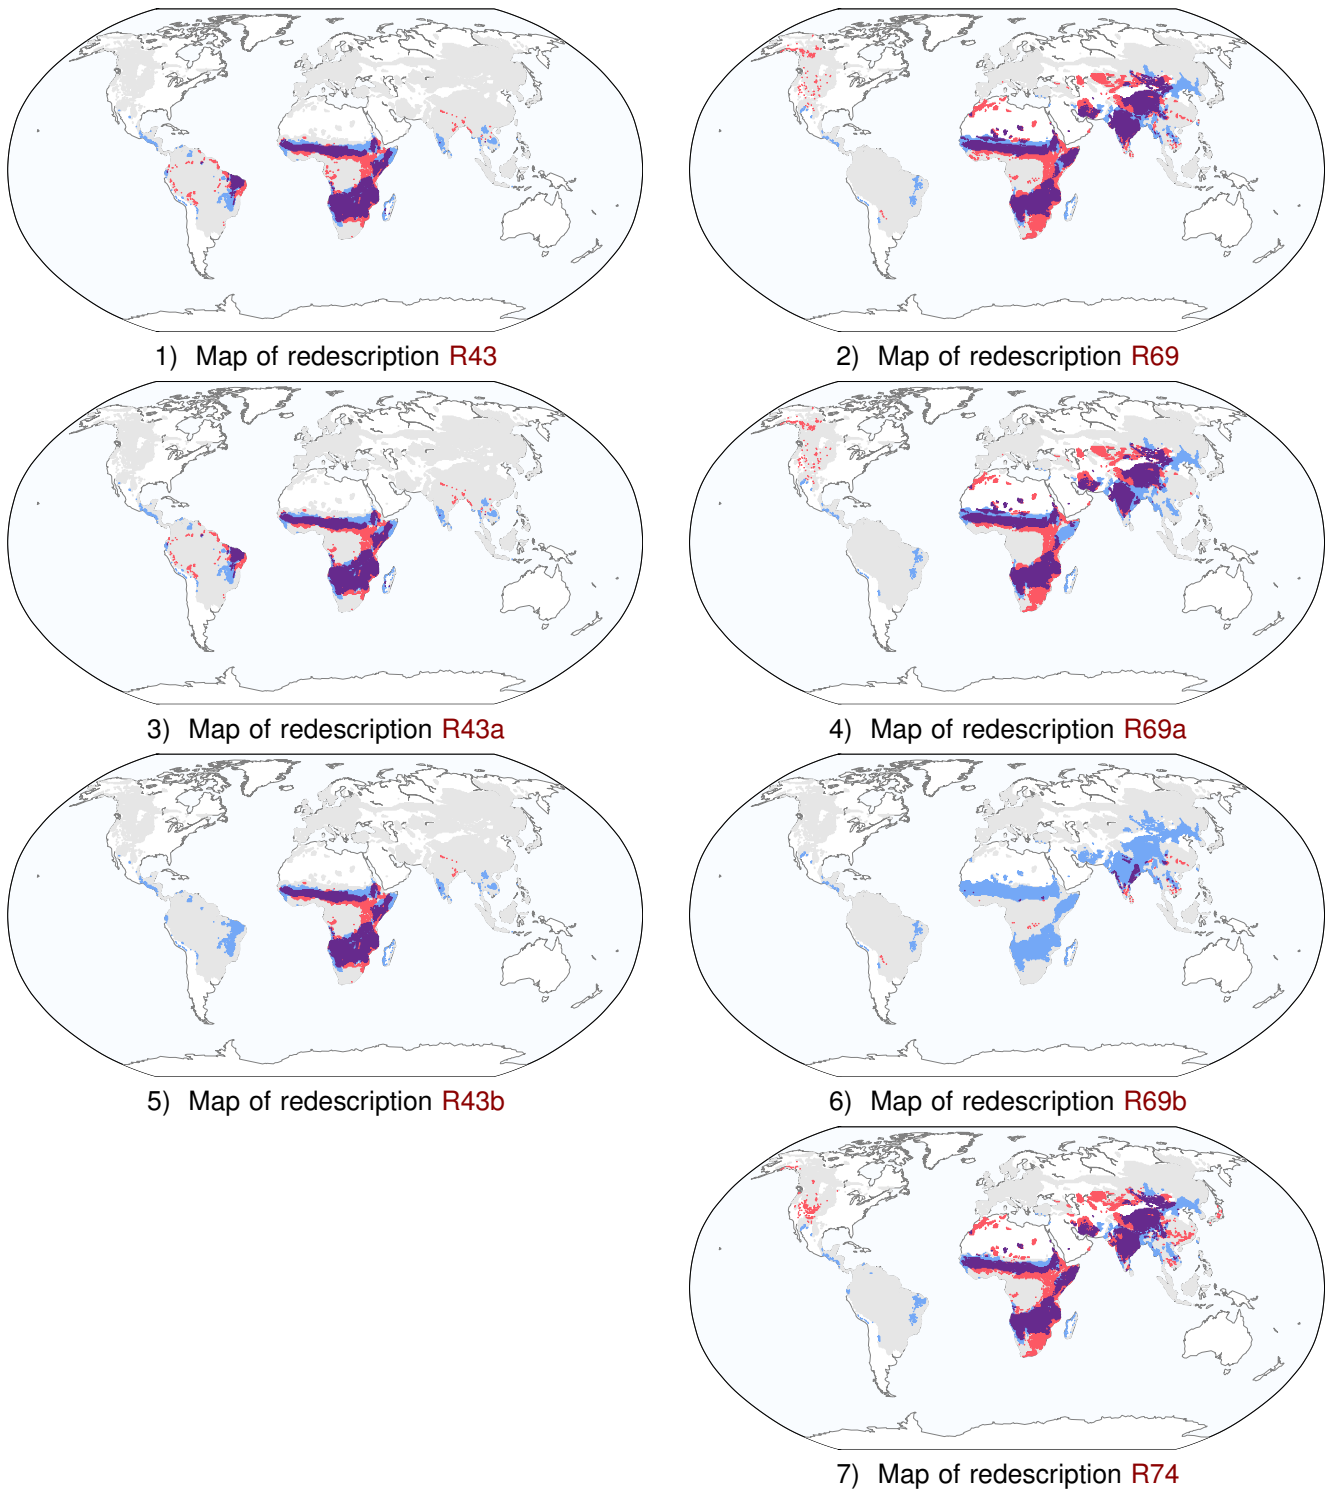 1) Map of redescription R43
2) Map of redescription R69
3) Map of redescription R43a
4) Map of redescription R69a
5) Map of redescription R43b
6) Map of redescription R69b
7) Map of redescription R74